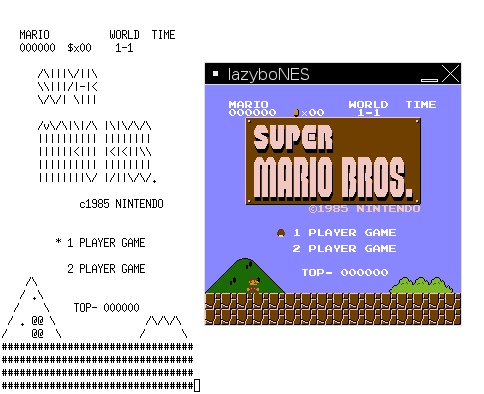 MARIO WORLD TIME
000000 $x00 1-1
/\|||\/||\
\\|||/|-|<
\/\/| \|||
/v\/\|\|/\ |\|\/\/\
|||||||||| ||||||||
|||||<|||| |<|<||\\
|||||||||| ||||||||
||||||||\/ |/||\/\/.
c1985 NINTENDO
* 1 PLAYER GAME
2 PLAYER GAME
TOP- 000000
lazyboNES
MARIO WORLD TIME
000000 x00 1-1
SUPER
MARIO BROS.
©1985 NINTENDO
1 PLAYER GAME
2 PLAYER GAME
TOP- 000000